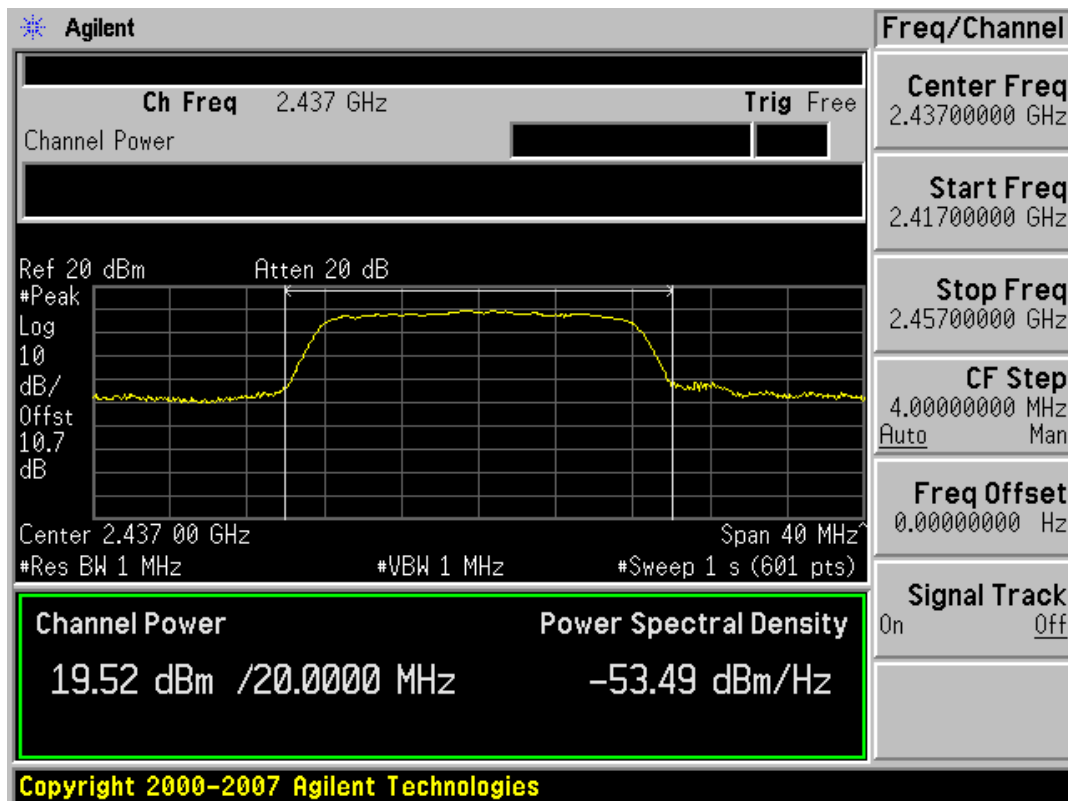 Agilent
Freq/Channel
Ch Freq 2.437 GHz
Trig Free
Channel Power
Center Freq
2.43700000 GHz
Start Freq
2.41700000 GHz
Stop Freq
2.45700000 GHz
CF Step
4.00000000 MHz
Auto Man
Freq Offset
0.00000000 Hz
Signal Track
On Off
Ref 20 dBm
Atten 20 dB
#Peak
Log
10
dB/
Offst
10.7
dB
Center 2.437 00 GHz
Span 40 MHz^
#Res BW 1 MHz
#VBW 1 MHz
#Sweep 1 s (601 pts)
Channel Power
Power Spectral Density
19.52 dBm /20.0000 MHz
-53.49 dBm/Hz
Copyright 2000-2007 Agilent Technologies